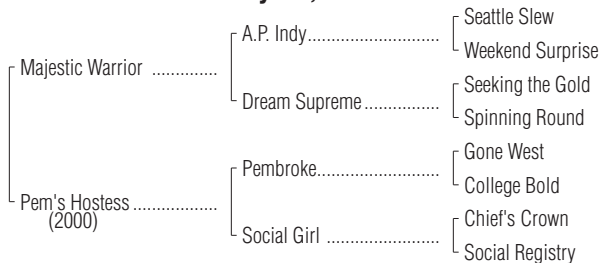 Seattle Slew
A.P. Indy
Weekend Surprise
Majestic Warrior
Seeking the Gold
Dream Supreme
Spinning Round
Gone West
Pembroke
College Bold
Pem's Hostess
(2000)
Chief's Crown
Social Girl
Social Registry